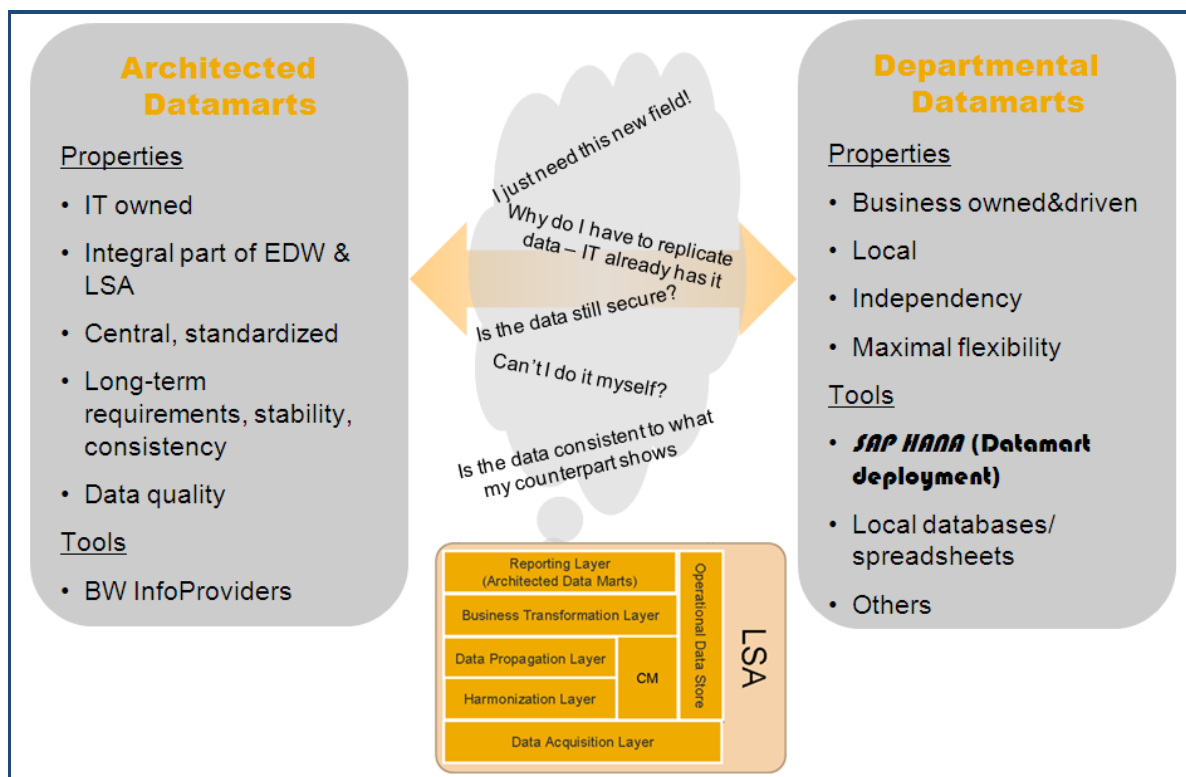 Architected
Datamarts
Properties
• IT owned
• Integral part of EDW &
LSA
• Central, standardized
• Long-term
requirements, stability,
consistency
• Data quality
Tools
• BW InfoProviders
I just need this new field!
Why do I have to replicate
data – IT already has it
Is the data still secure?
Can't I do it myself?
Is the data consistent to what
my counterpart shows
Reporting Layer
(Architected Data Marts)
Business Transformation Layer
Data Propagation Layer
Harmonization Layer
CM
Data Acquisition Layer
Operational Data Store
LSA
Departmental
Datamarts
Properties
• Business owned&driven
• Local
• Independency
• Maximal flexibility
Tools
• SAP HANA (Datamart
deployment)
• Local databases/
spreadsheets
• Others